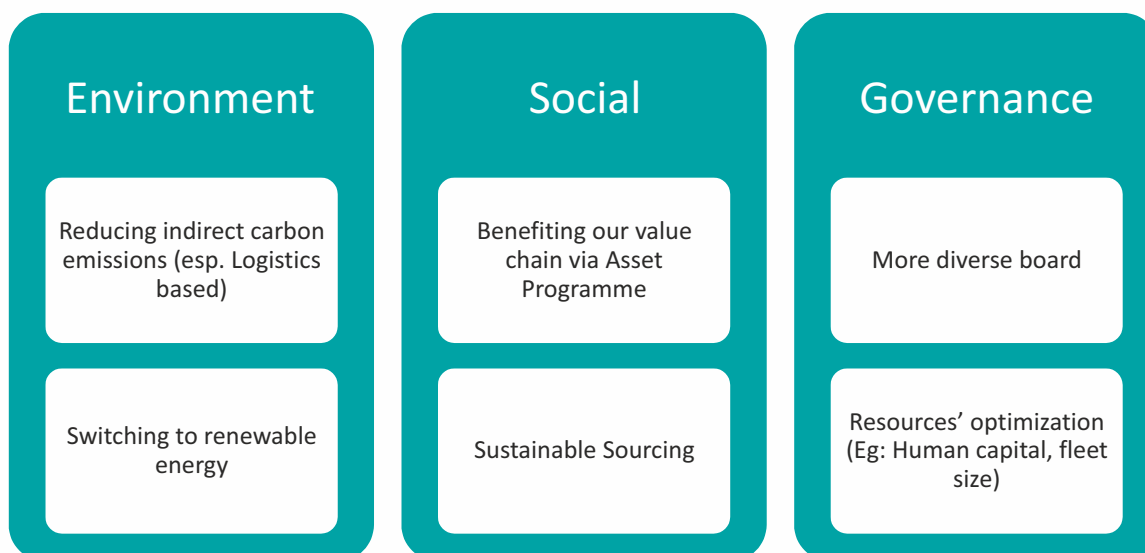 Environment
Reducing indirect carbon
emissions (esp. Logistics
based)
Switching to renewable
energy
Social
Benefiting our value
chain via Asset
Programme
Sustainable Sourcing
Governance
More diverse board
Resources’ optimization
(Eg: Human capital, fleet
size)